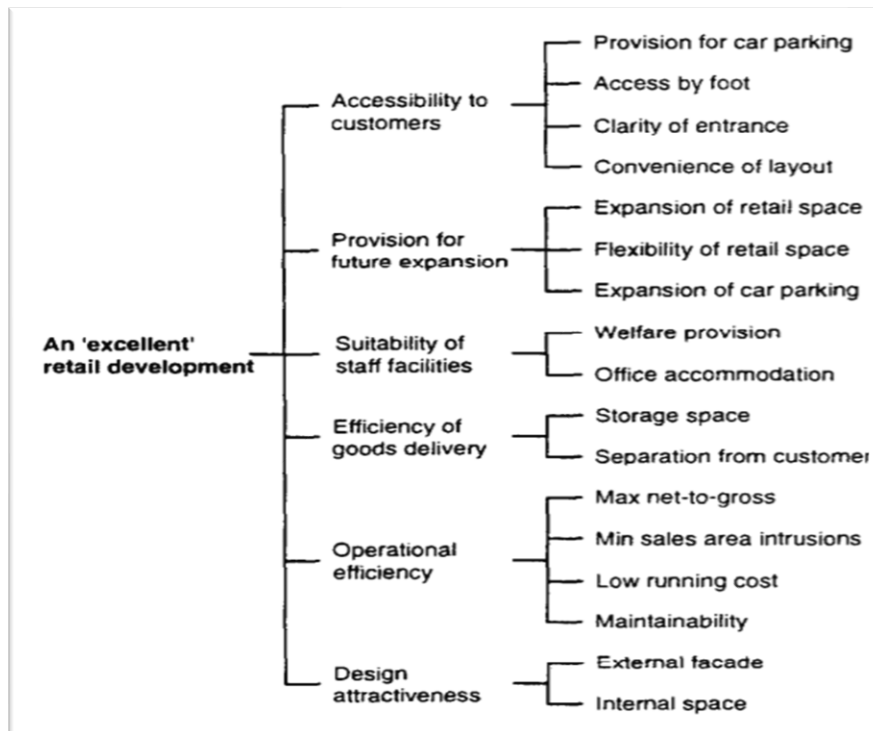 An 'excellent'
retail development
Accessibility to
customers
Provision for car parking
Access by foot
Clarity of entrance
Convenience of layout
Provision for
future expansion
Expansion of retail space
Flexibility of retail space
Expansion of car parking
Suitability of
staff facilities
Welfare provision
Office accommodation
Efficiency of
goods delivery
Storage space
Separation from customer
Operational
efficiency
Max net-to-gross
Min sales area intrusions
Low running cost
Maintainability
Design
attractiveness
External facade
Internal space